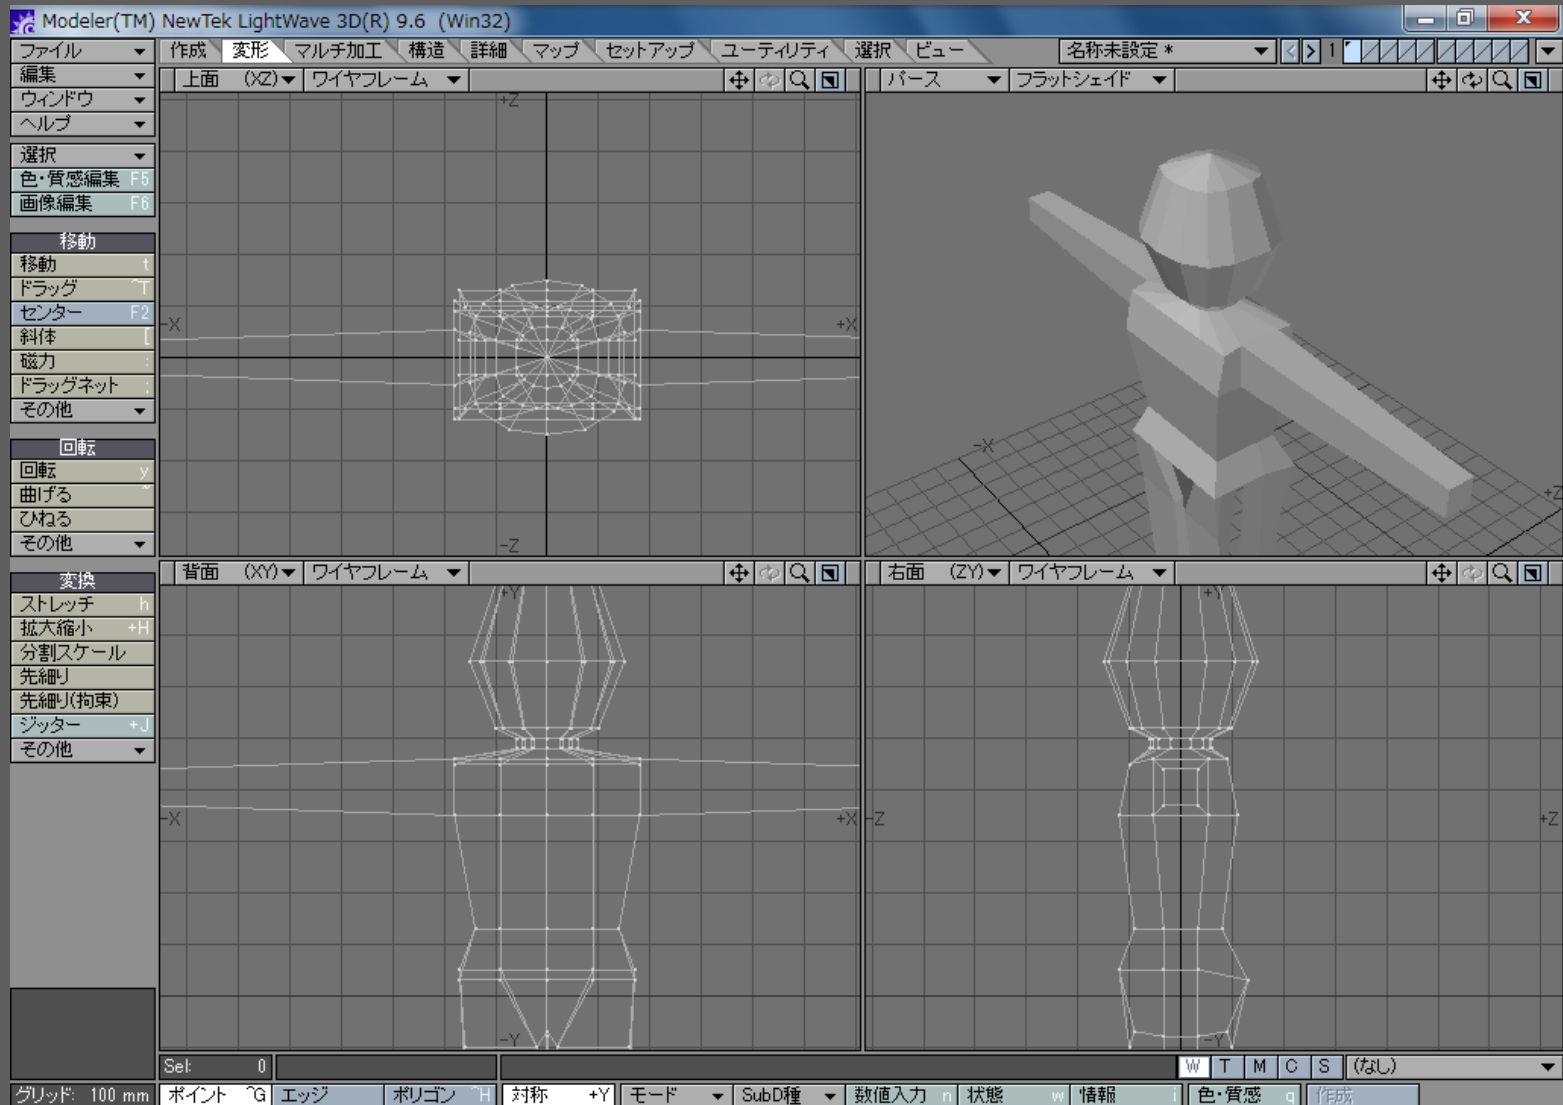 Modeler(TM) NewTek LightWave 3D(R) 9.6 (Win32)
ファイル
作成 変形 マルチ加工 構造 詳細 マップ セットアップ ユーティリティ 選択 ビュー 名称未設定 * < > 1
編集
ウィンドウ
ヘルプ
選択
色・質感編集 F5
画像編集 F6
移動
移動 t
ドラッグ ^T
センター F2
斜体 [
磁力 :
ドラッグネット ;
その他
回転
回転 y
曲げる ~
ひねる
その他
変換
ストレッチ h
拡大縮小 +H
分割スケール
先細り
先細り(拘束)
ジッター +J
その他
上面 (XZ) ワイヤフレーム
+Z
-X
+X
-Z
パース フラットシェイド
-X
+Z
背面 (XY) ワイヤフレーム
+Y
-X
+X
-Y
右面 (ZY) ワイヤフレーム
+Y
-Z
+Z
-Y
Sel: 0
W T M C S (なし)
グリッド: 100 mm ポイント ^G エッジ ポリゴン ^H 対称 +Y モード SubD種 数値入力 n 状態 w 情報 i 色・質感 q 作成